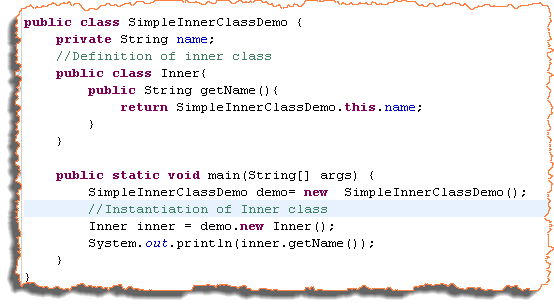 public class SimpleInnerClassDemo {
    private String name;
    //Definition of inner class
    public class Inner{
        public String getName(){
            return SimpleInnerClassDemo.this.name;
        }
    }

    public static void main(String[] args) {
        SimpleInnerClassDemo demo= new  SimpleInnerClassDemo();
        //Instantiation of Inner class
        Inner inner = demo.new Inner();
        System.out.println(inner.getName());
    }
}